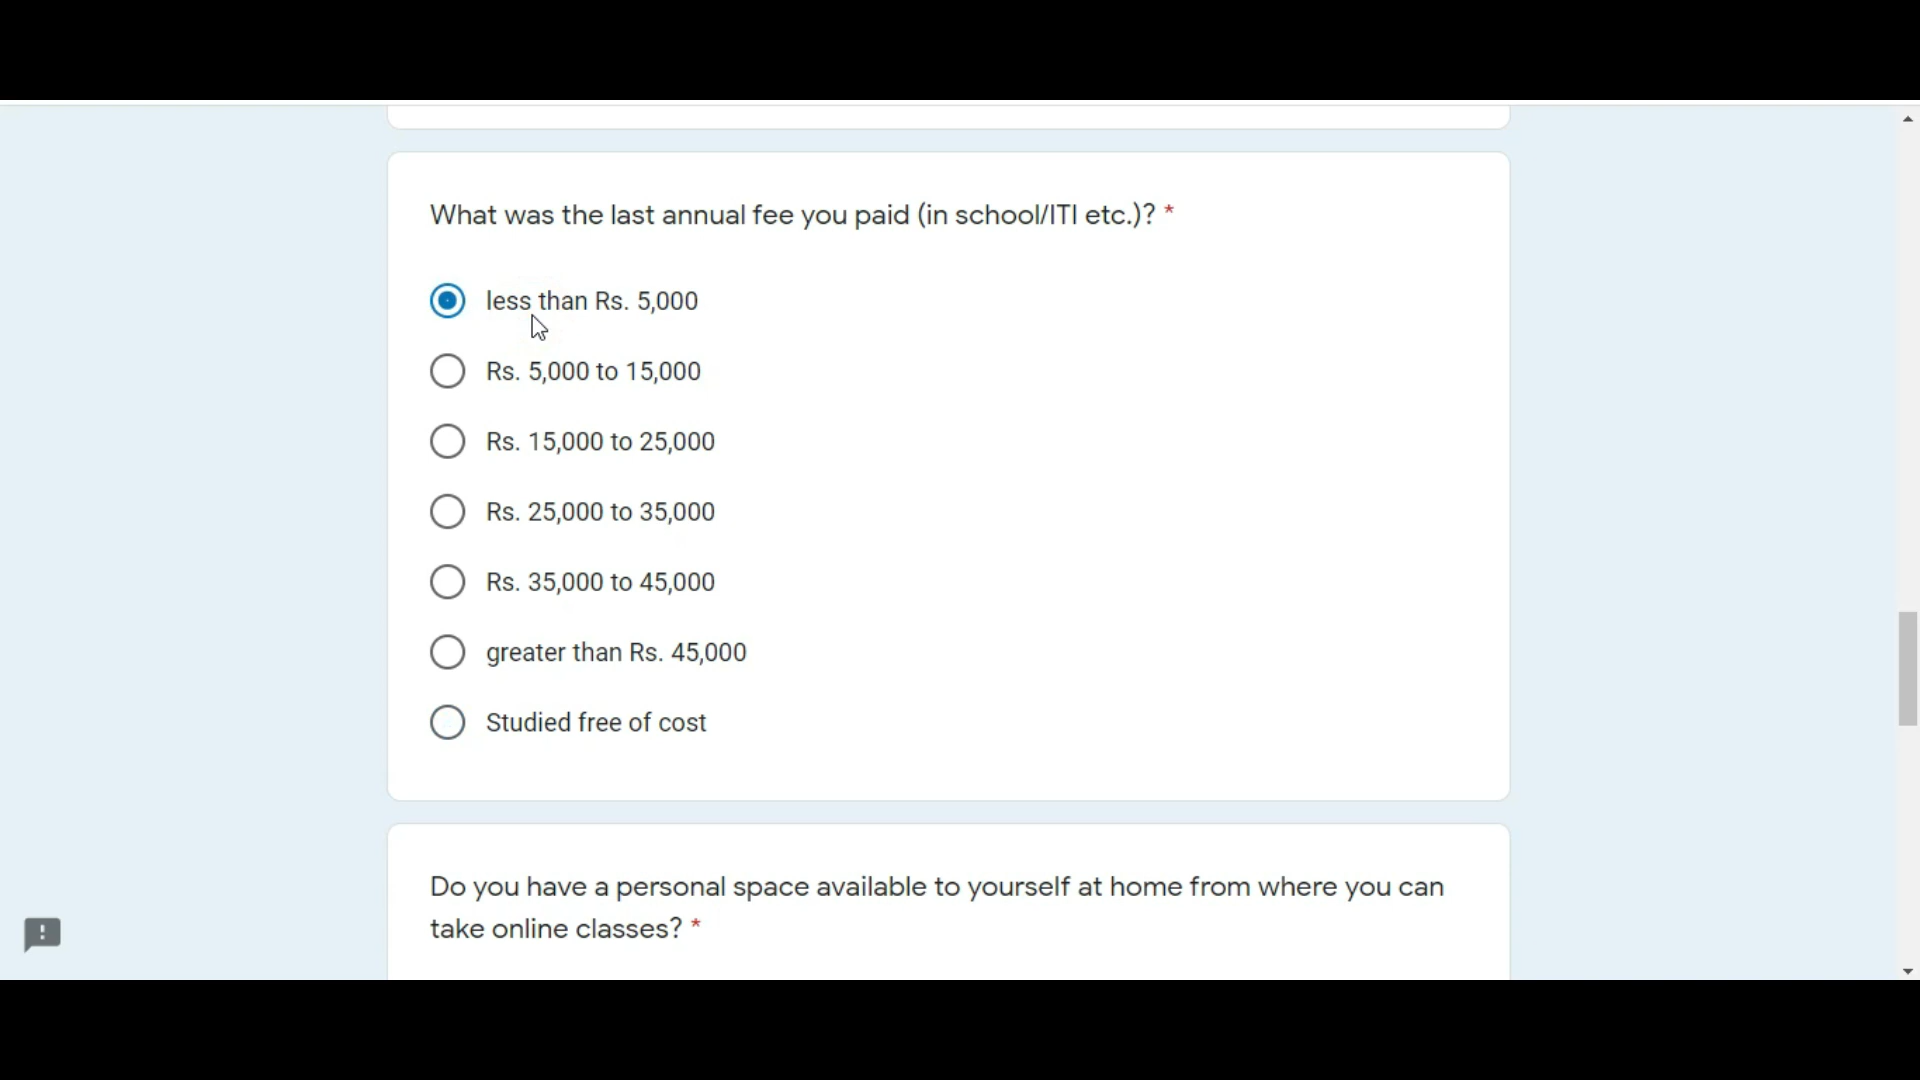 What was the last annual fee you paid (in school/ITI etc.)? *
less than Rs. 5,000
Rs. 5,000 to 15,000
Rs. 15,000 to 25,000
Rs. 25,000 to 35,000
Rs. 35,000 to 45,000
greater than Rs. 45,000
Studied free of cost
Do you have a personal space available to yourself at home from where you can
take online classes? *